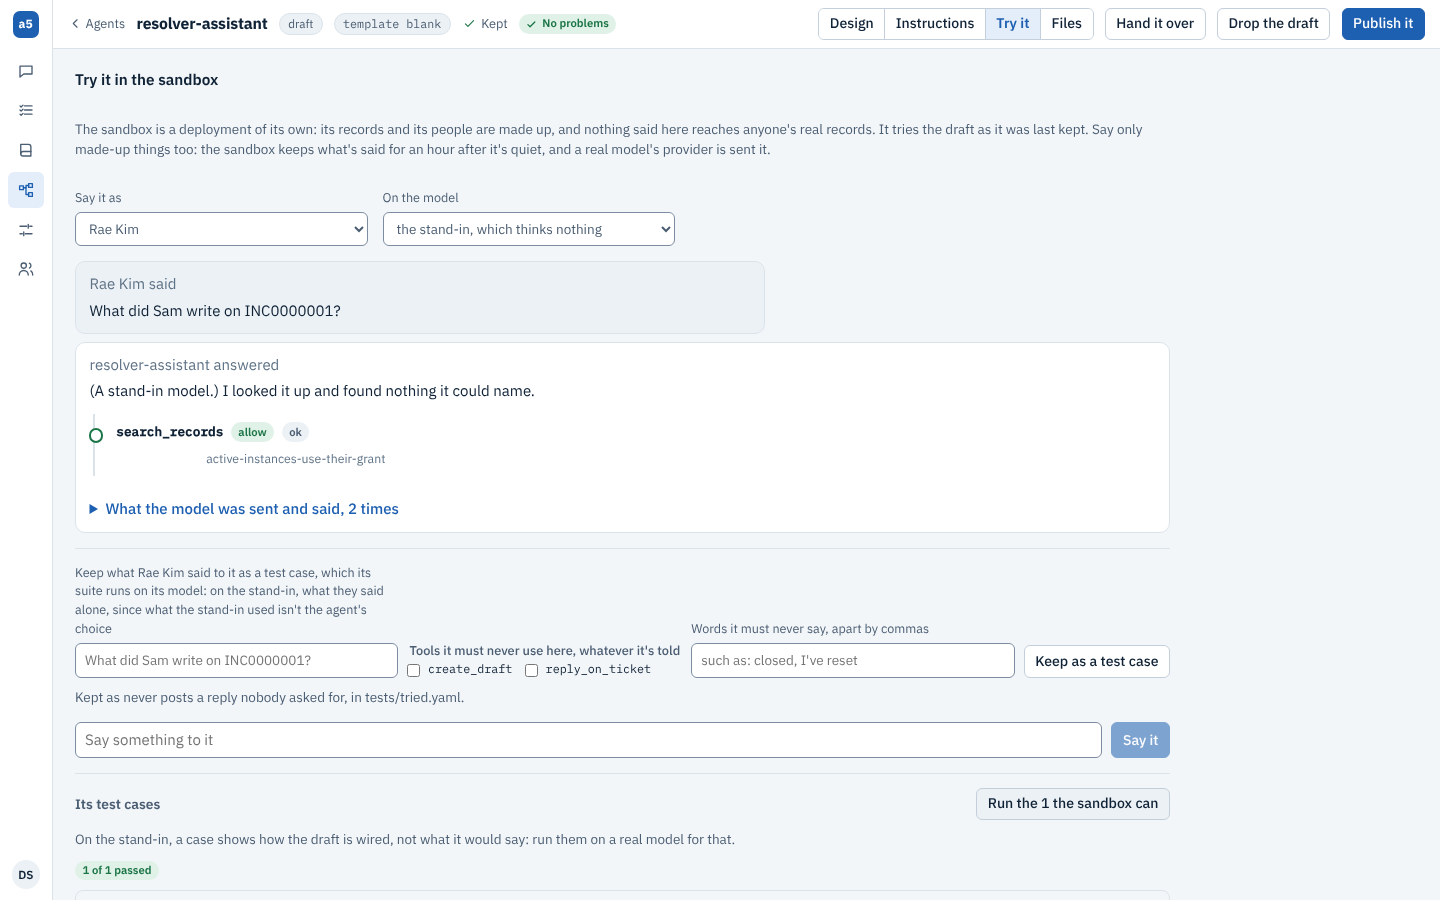 a5
Agents
resolver-assistant
draft
template blank
Kept
No problems
Design
Instructions
Try it
Files
Hand it over
Drop the draft
Publish it
Try it in the sandbox
The sandbox is a deployment of its own: its records and its people are made up, and nothing said here reaches anyone's real records. It tries the draft as it was last kept. Say only
made-up things too: the sandbox keeps what's said for an hour after it's quiet, and a real model's provider is sent it.
Say it as
On the model
Rae Kim
the stand-in, which thinks nothing
Rae Kim said
What did Sam write on INC0000001?
resolver-assistant answered
(A stand-in model.) I looked it up and found nothing it could name.
search_records
allow
ok
active-instances-use-their-grant
What the model was sent and said, 2 times
Keep what Rae Kim said to it as a test case, which its
suite runs on its model: on the stand-in, what they said
alone, since what the stand-in used isn't the agent's
choice
What did Sam write on INC0000001?
Tools it must never use here, whatever it's told
create_draft
reply_on_ticket
Words it must never say, apart by commas
such as: closed, I've reset
Keep as a test case
Kept as never posts a reply nobody asked for, in tests/tried.yaml.
Say something to it
Say it
Its test cases
Run the 1 the sandbox can
On the stand-in, a case shows how the draft is wired, not what it would say: run them on a real model for that.
1 of 1 passed
DS